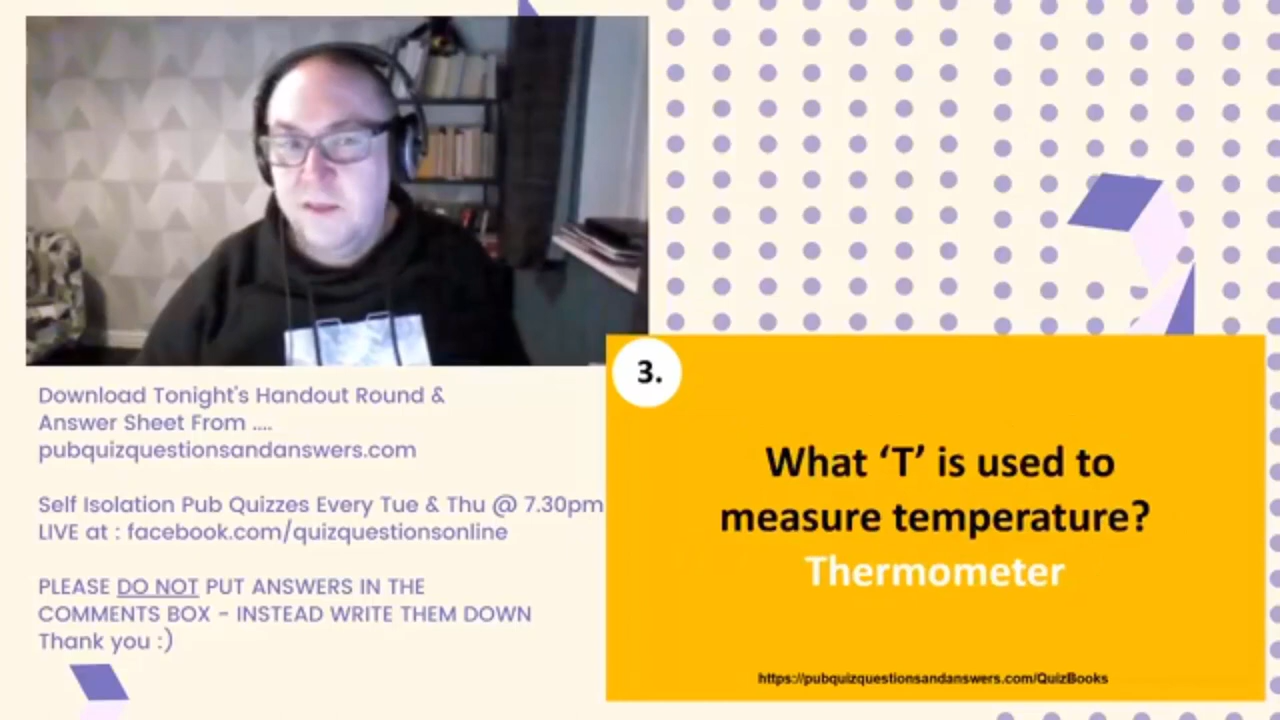 Download Tonight's Handout Round &
Answer Sheet From ....
pubquizquestionsandanswers.com
Self Isolation Pub Quizzes Every Tue & Thu @ 7.30pm
LIVE at : facebook.com/quizquestionsonline
PLEASE DO NOT PUT ANSWERS IN THE
COMMENTS BOX - INSTEAD WRITE THEM DOWN
Thank you :)
3.
What ‘T’ is used to
measure temperature?
Thermometer
https://pubquizquestionsandanswers.com/QuizBooks